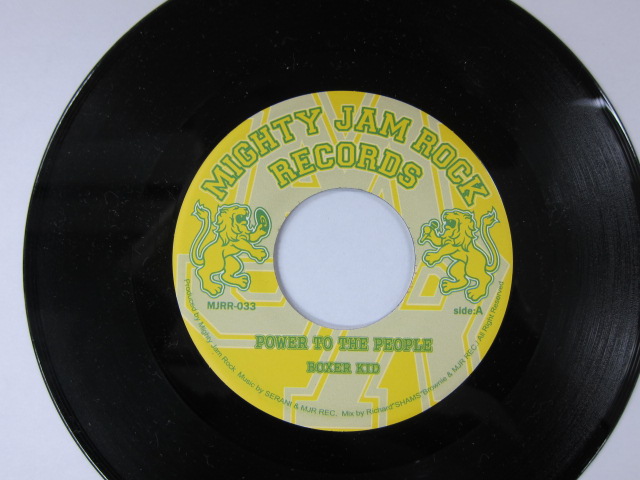 MIGHTY JAM ROCK
RECORDS
MJRR-033
side:A
POWER TO THE PEOPLE
BOXER KID
Produced by Mighty Jam Rock Music by SERANI & MJR REC. Mix by Richard"SHAMS"Brownie & MJR REC. All Right Reserved